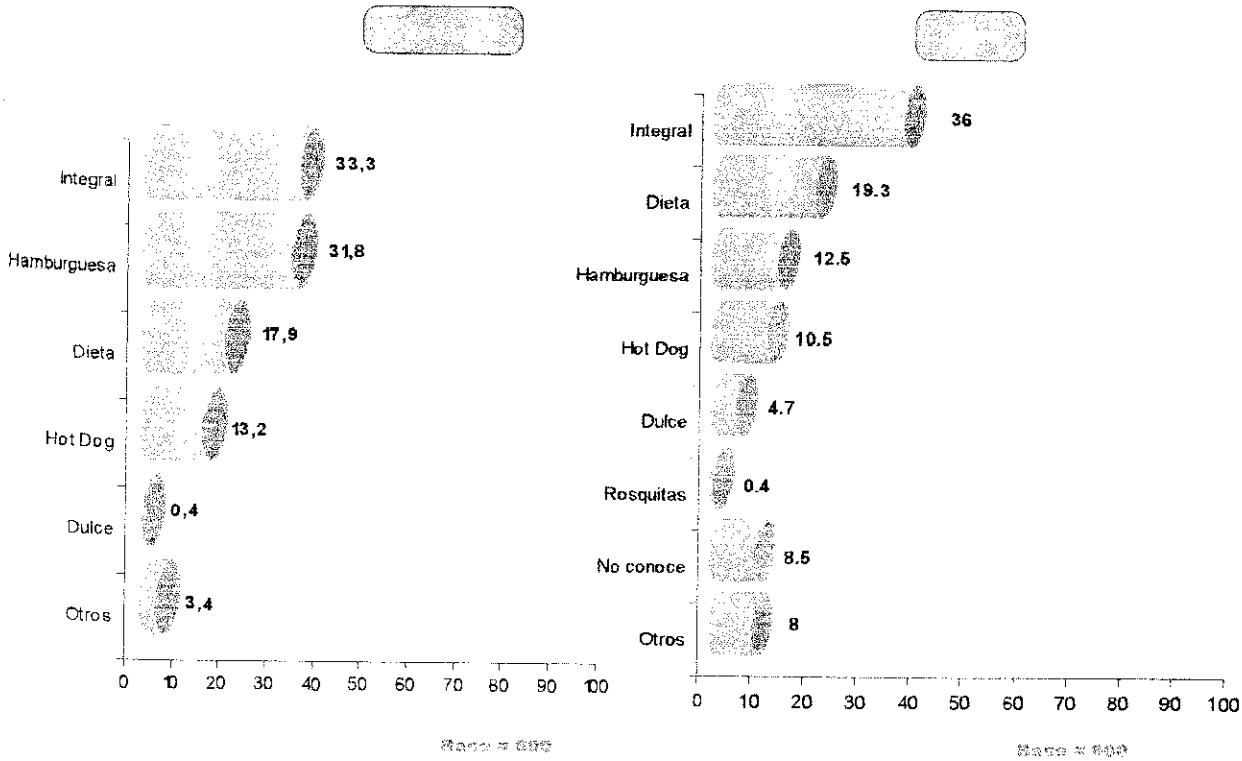 Integral 33,3
Hamburguesa 31,8
Dieta 17,9
Hot Dog 13,2
Dulce 0,4
Otros 3,4
0 10 20 30 40 50 60 70 80 90 100
Integral 36
Dieta 19.3
Hamburguesa 12.5
Hot Dog 10.5
Dulce 4.7
Rosquitas 0.4
No conoce 8.5
Otros 8
0 10 20 30 40 50 60 70 80 90 100